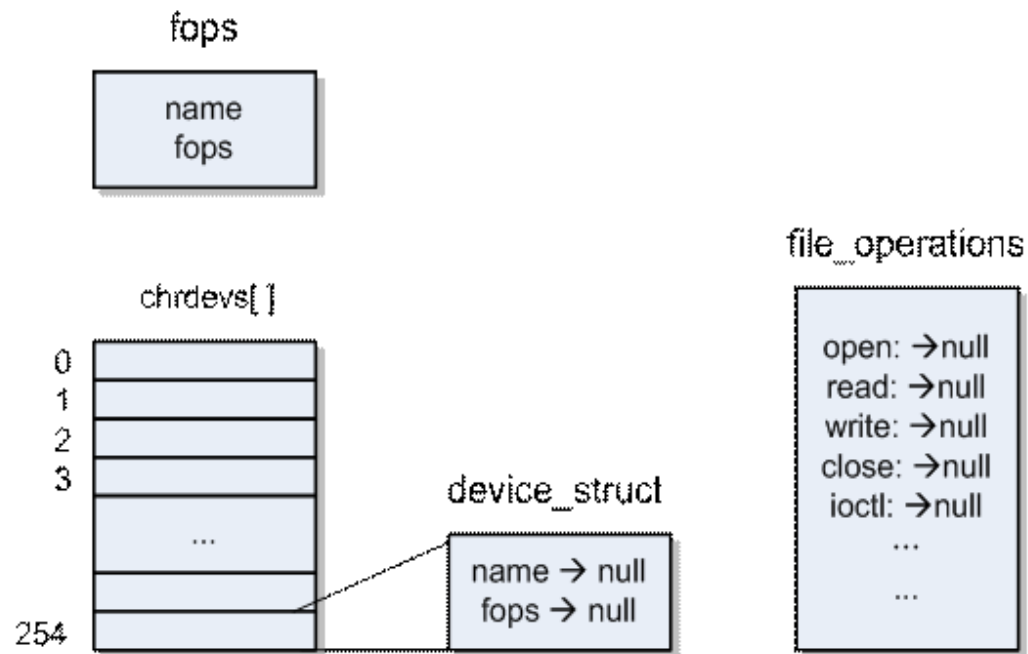 fops
name
fops
chrdevs[ ]
0
1
2
3
...
254
device_struct
name → null
fops → null
file_operations
open: →null
read: →null
write: →null
close: →null
ioctl: →null
...
...